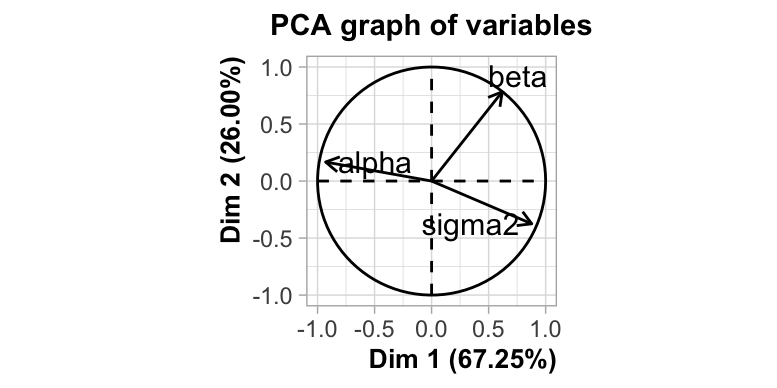 PCA graph of variables
Dim 2 (26.00%)
1.0
0.5
0.0
-0.5
-1.0
beta
alpha
sigma2
-1.0 -0.5 0.0 0.5 1.0
Dim 1 (67.25%)